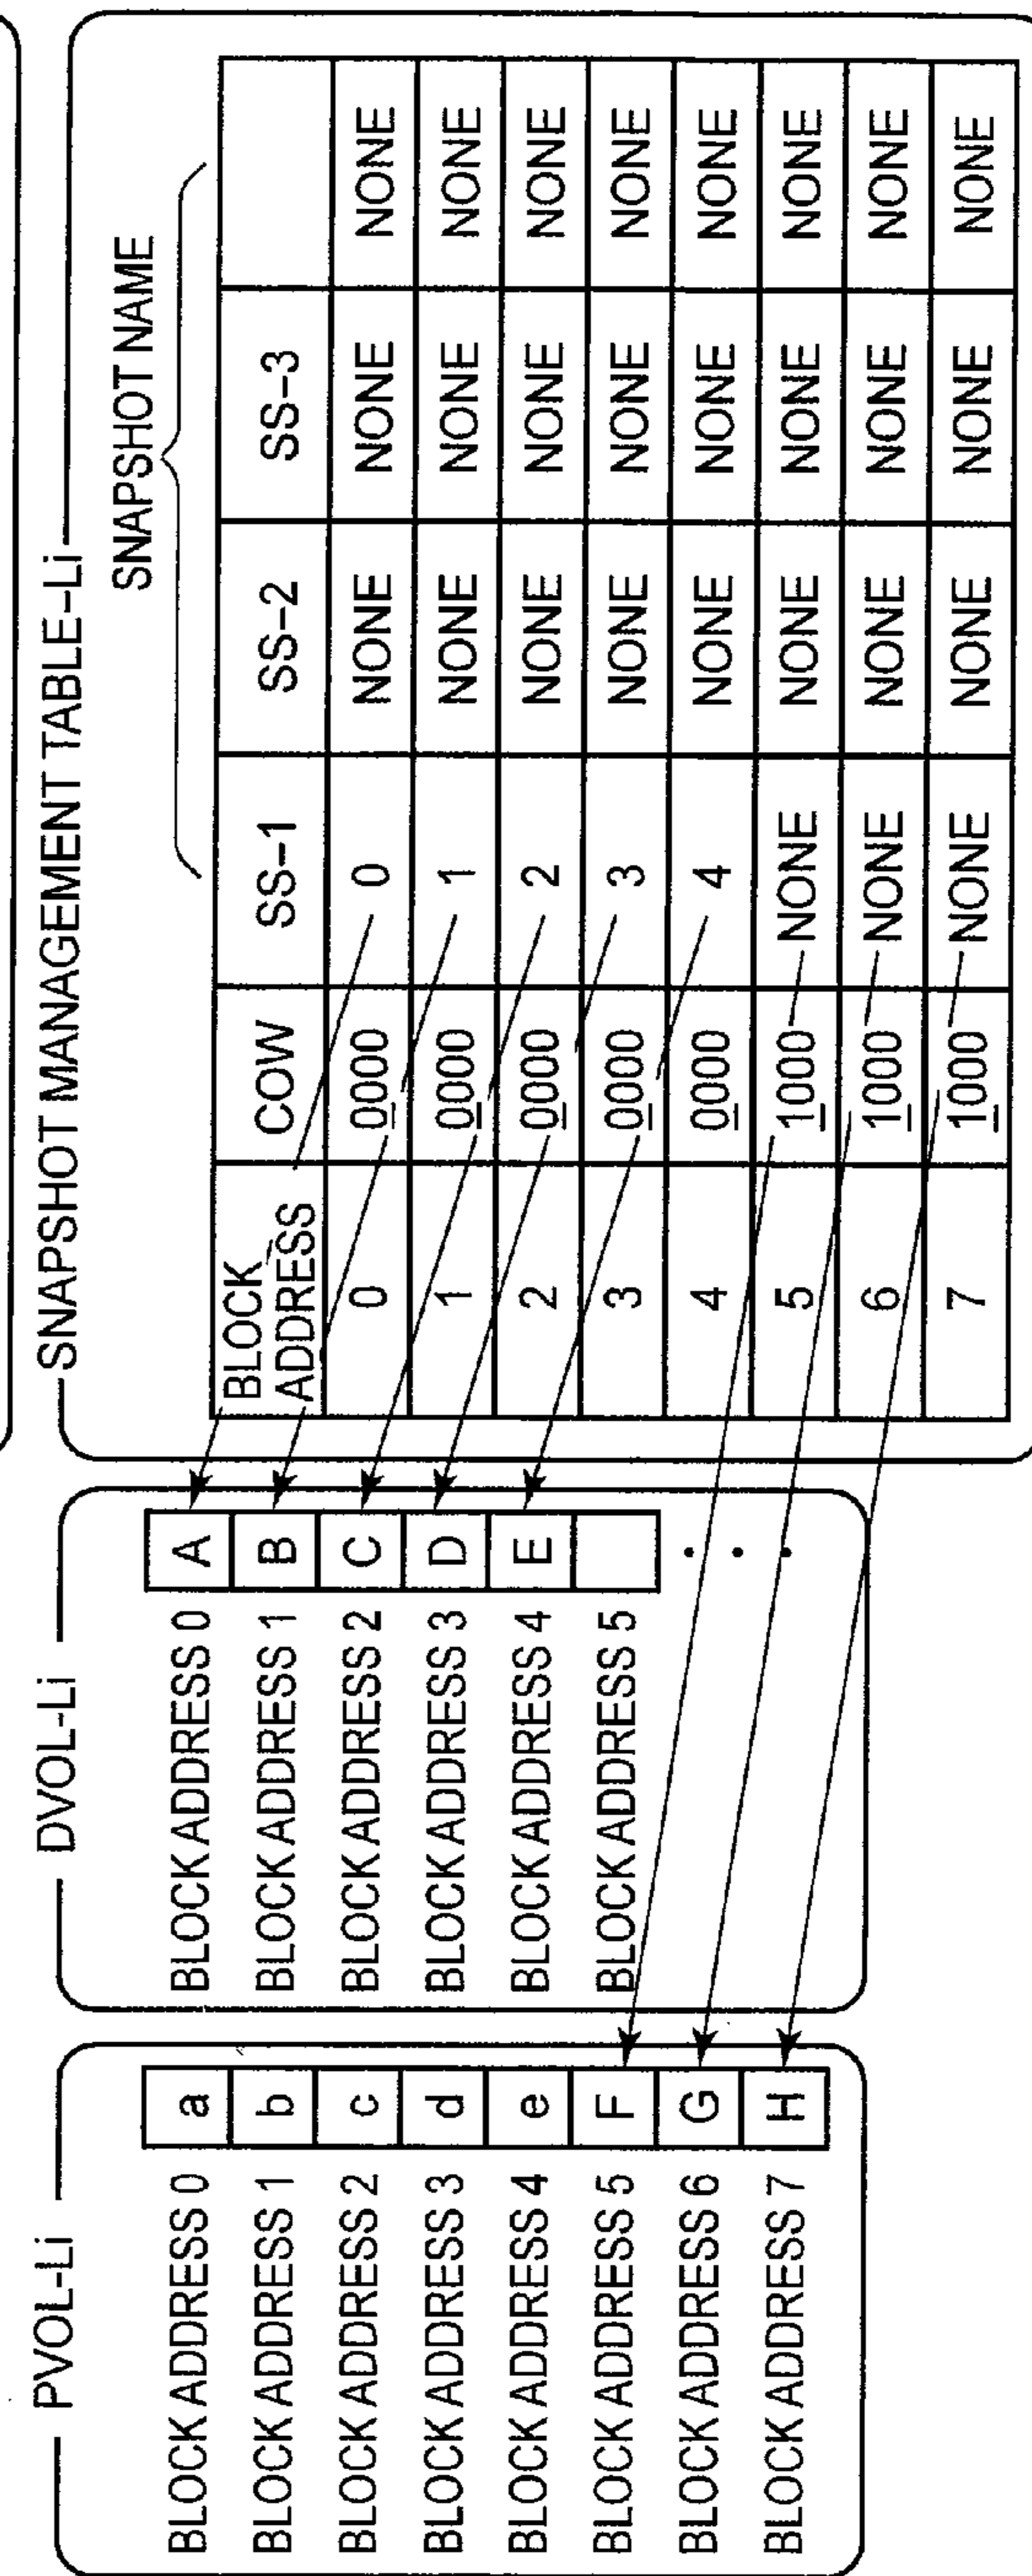 PVOL-Li
BLOCK ADDRESS 0 a
BLOCK ADDRESS 1 b
BLOCK ADDRESS 2 c
BLOCK ADDRESS 3 d
BLOCK ADDRESS 4 e
BLOCK ADDRESS 5 F
BLOCK ADDRESS 6 G
BLOCK ADDRESS 7 H
DVOL-Li
BLOCK ADDRESS 0 A
BLOCK ADDRESS 1 B
BLOCK ADDRESS 2 C
BLOCK ADDRESS 3 D
BLOCK ADDRESS 4 E
BLOCK ADDRESS 5
SNAPSHOT MANAGEMENT TABLE-Li
SNAPSHOT NAME
BLOCK ADDRESS COW SS-1 SS-2 SS-3
0 0000 0 NONE NONE NONE
1 0000 1 NONE NONE NONE
2 0000 2 NONE NONE NONE
3 0000 3 NONE NONE NONE
4 0000 4 NONE NONE NONE
5 1000 NONE NONE NONE NONE
6 1000 NONE NONE NONE NONE
7 1000 NONE NONE NONE NONE